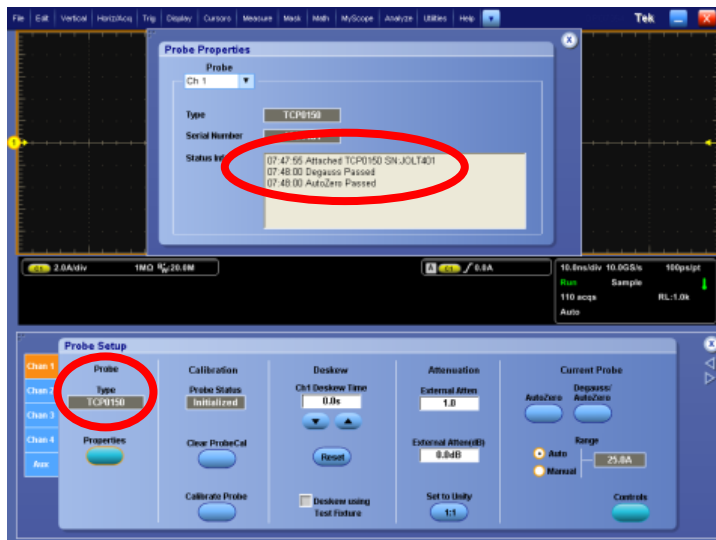 File Edit Vertical Horiz/Acq Trig Display Cursors Measure Mask Math MyScope Analyze Utilities Help Tek
Probe Properties
Probe
Ch 1
Type TCP0150
Serial Number
Status
07:47:55 Attached TCP0150 SN:JOLT401
07:48:00 Degauss Passed
07:48:00 AutoZero Passed
C1 2.0A/div 1MΩ 20.0M
A C1 0.0A
10.0ns/div 10.0GS/s 100ps/pt
Run Sample
110 acqs RL:1.0k
Auto
Probe Setup
Chan 1
Chan 2
Chan 3
Chan 4
Aux
Probe
Type
TCP0150
Properties
Calibration
Probe Status
Initialized
Clear ProbeCal
Calibrate Probe
Deskew
Ch1 Deskew Time
0.0s
Reset
Deskew using
Test Fixture
Attenuation
External Atten
1.0
External Atten(dB)
0.0dB
Set to Unity
1:1
Current Probe
AutoZero
Degauss/
AutoZero
Range
Auto
Manual
25.0A
Controls